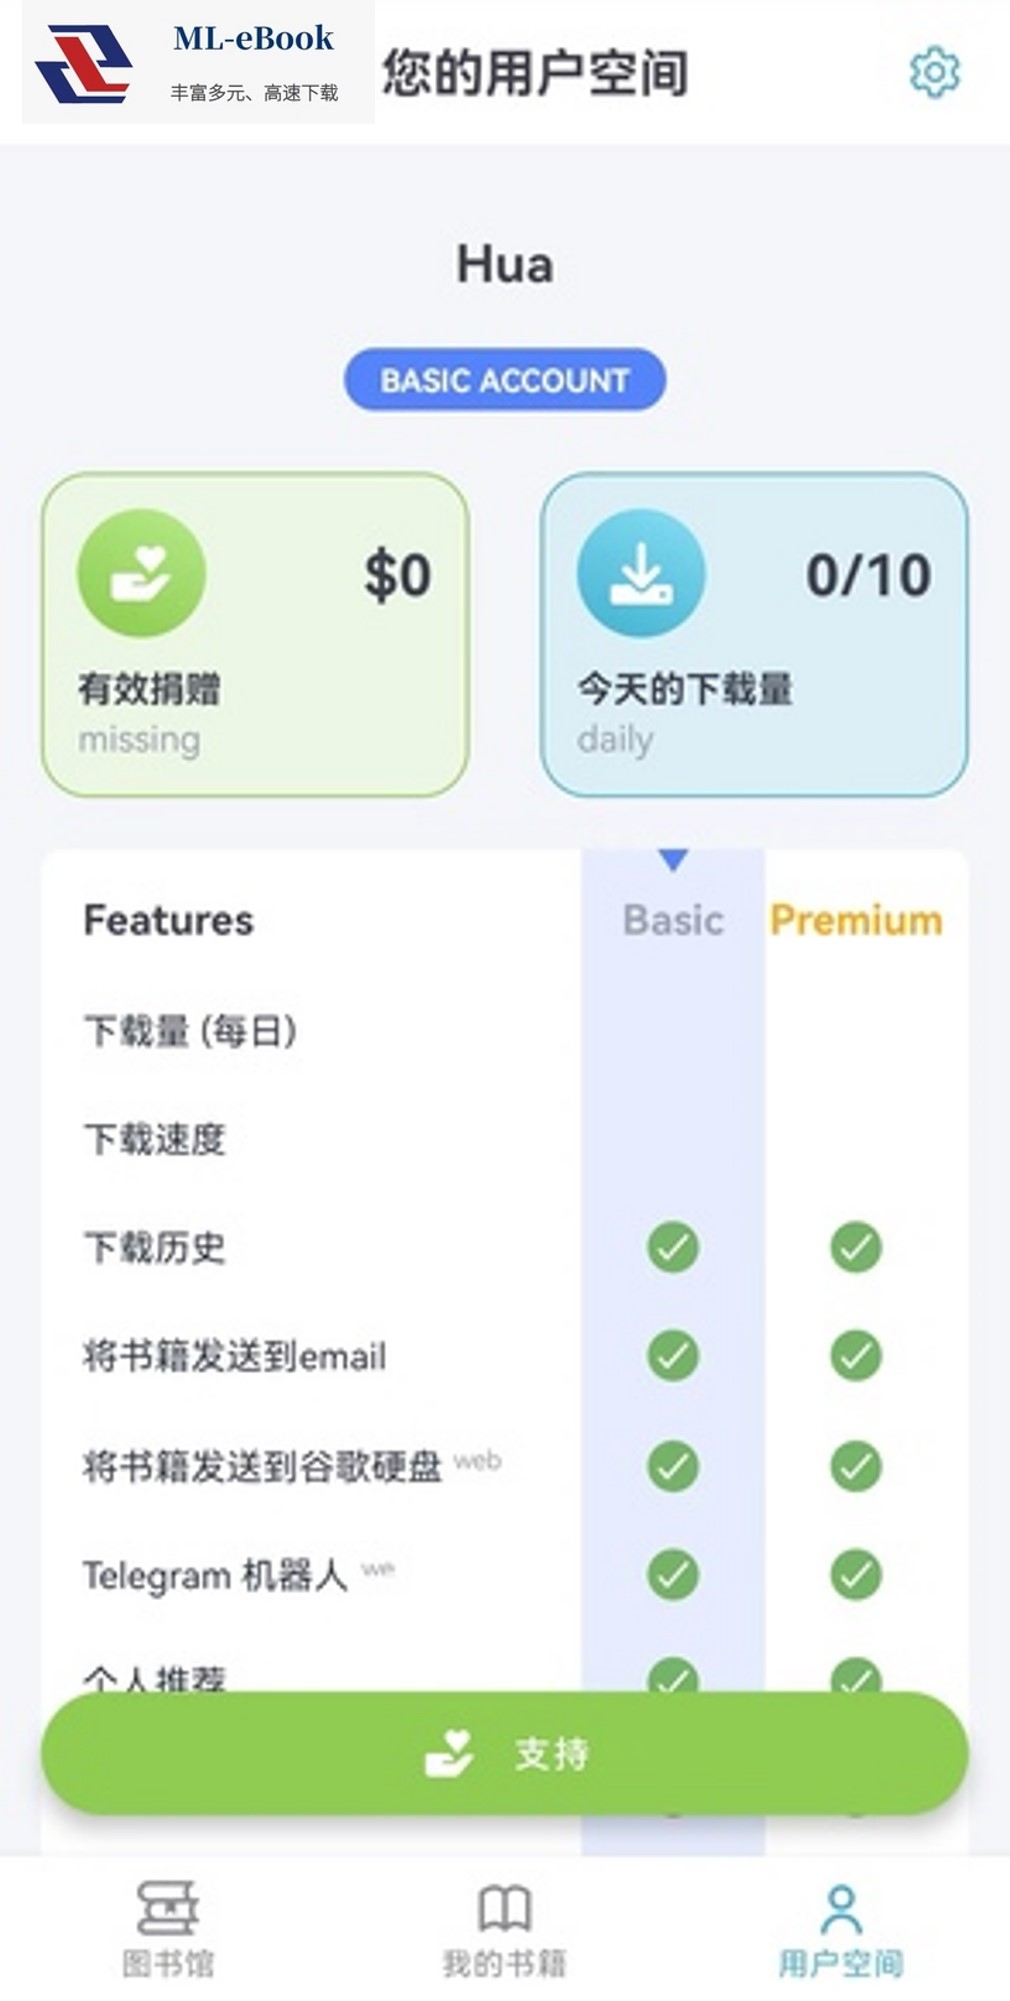 ML-eBook
丰富多元、高速下载
您的用户空间
Hua
BASIC ACCOUNT
$0
有效捐赠
missing
0/10
今天的下载量
daily
Features Basic Premium
下载量 (每日)
下载速度
下载历史
将书籍发送到email
将书籍发送到谷歌硬盘 web
Telegram 机器人 we
个人推荐
支持
图书馆 我的书籍 用户空间